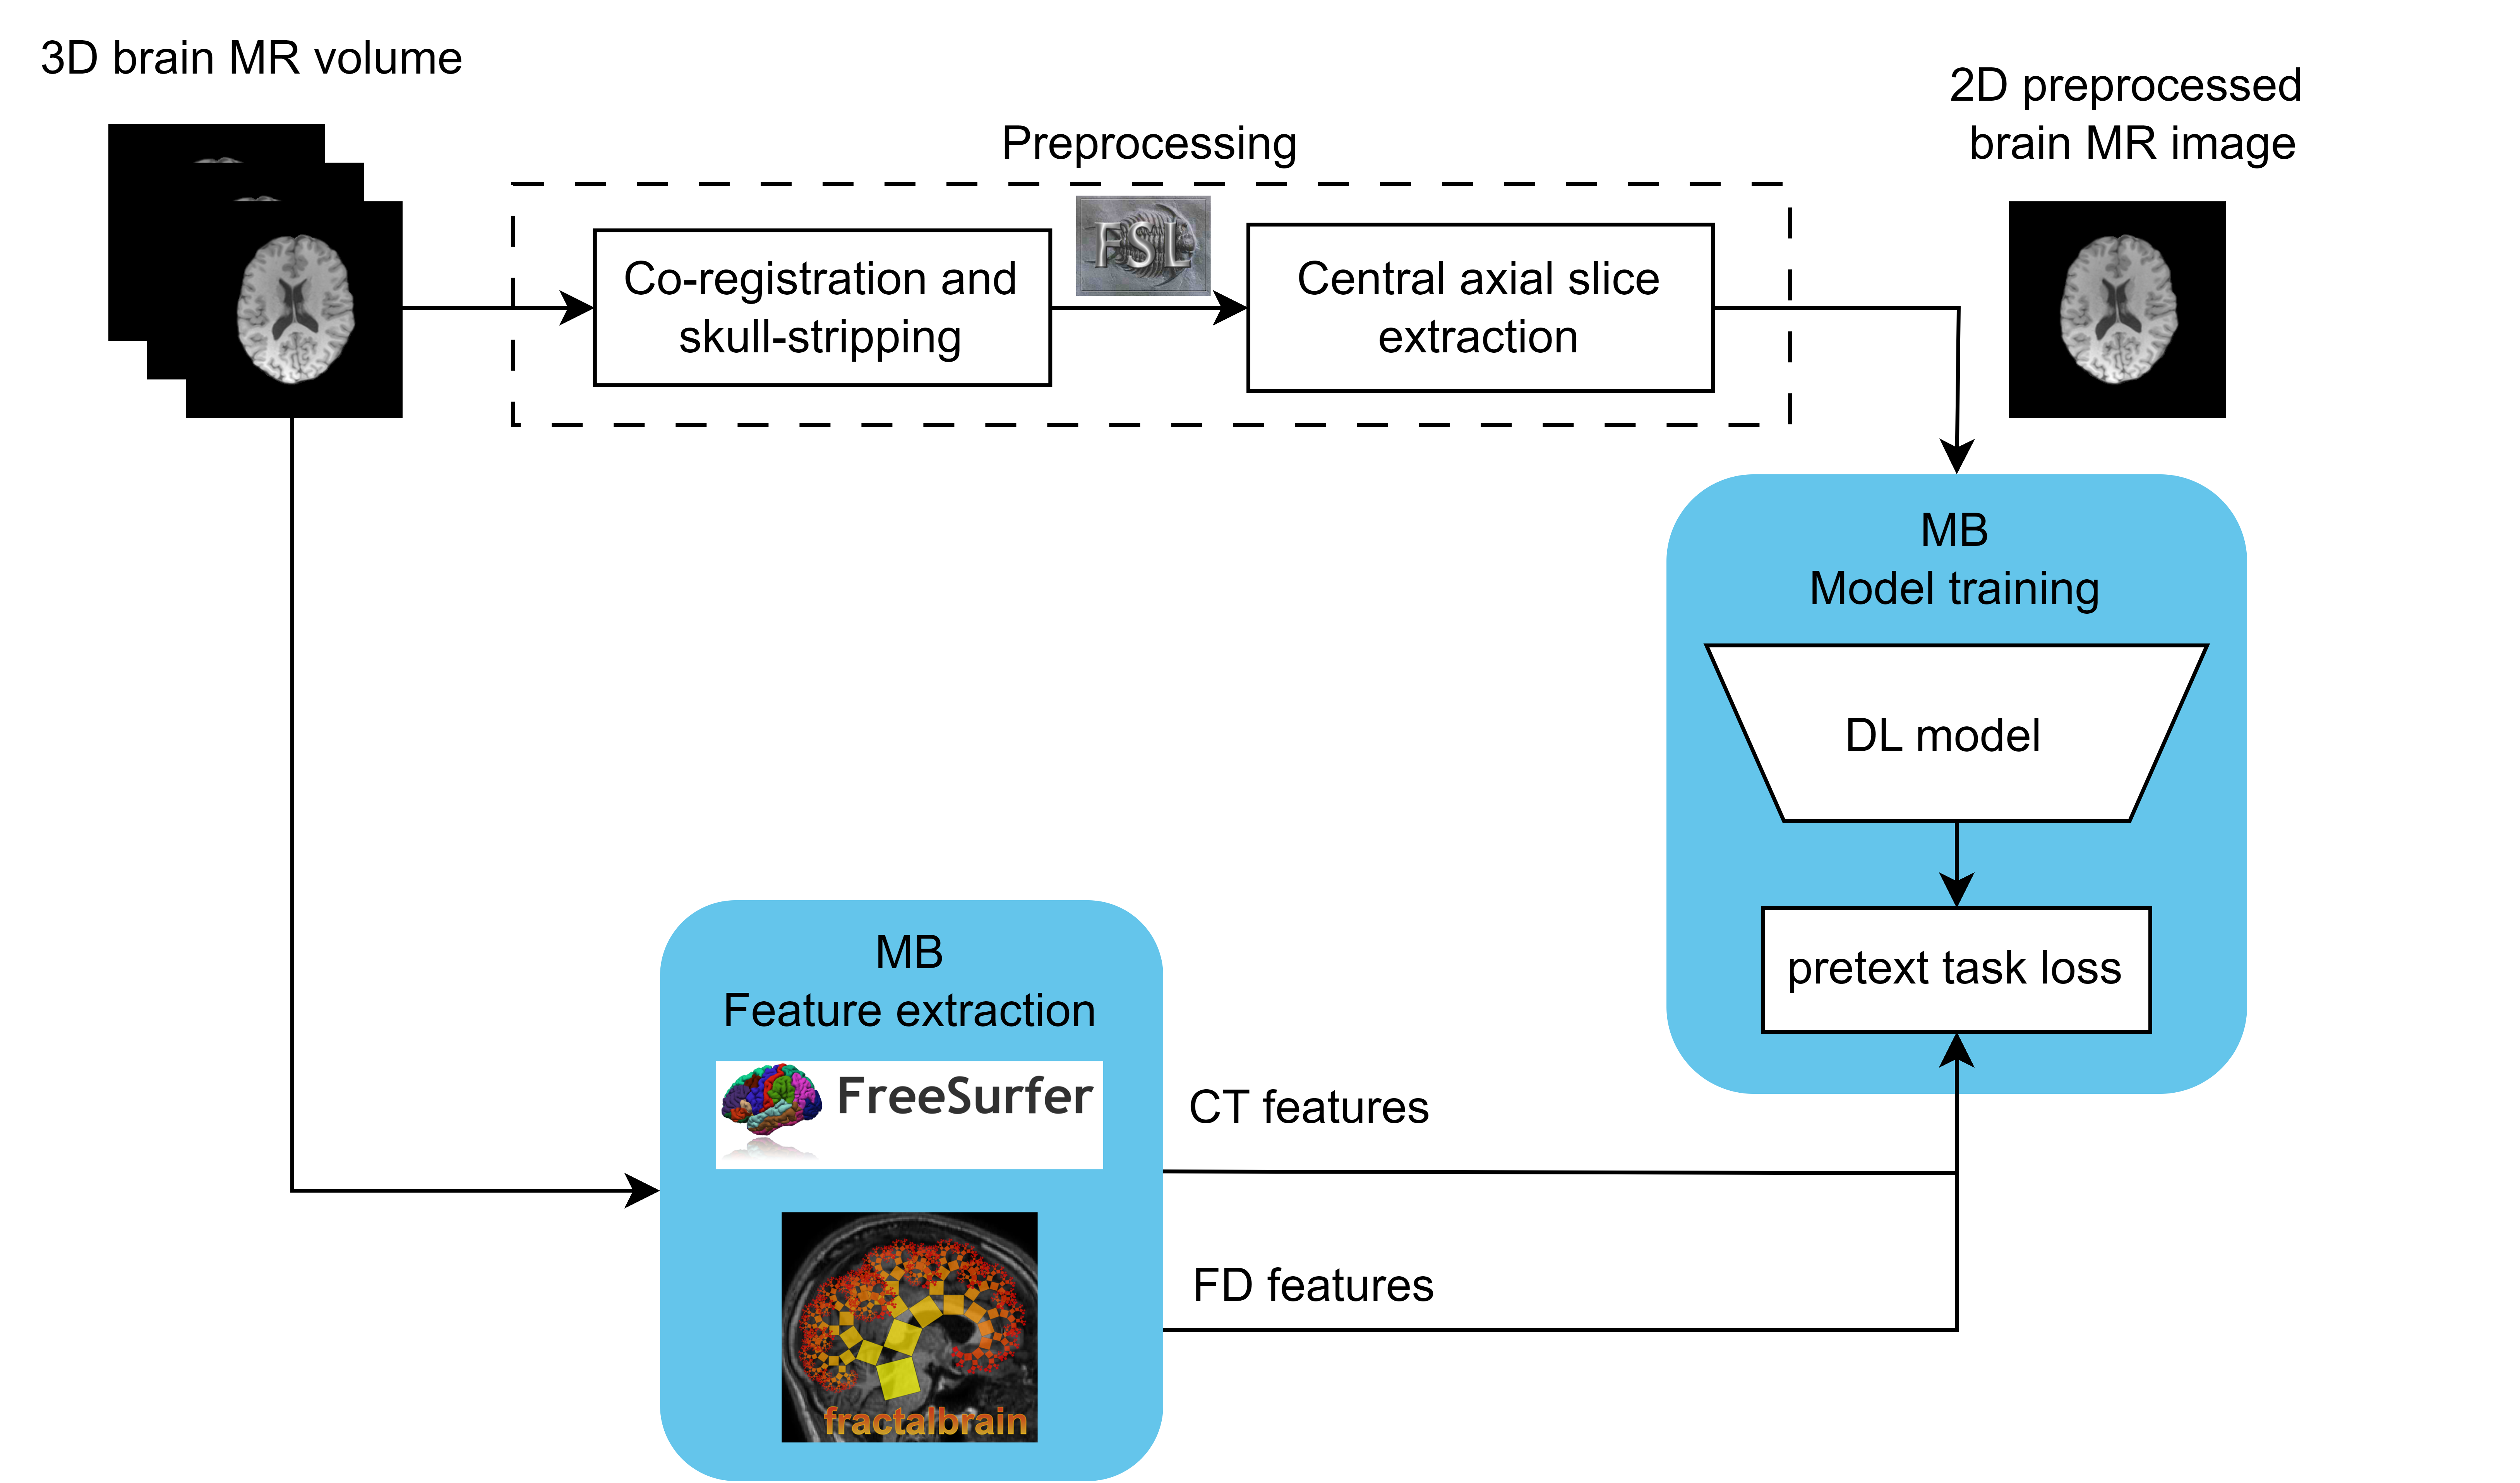 3D brain MR volume
Preprocessing
2D preprocessed
brain MR image
FSL
Co-registration and
skull-stripping
Central axial slice
extraction
MB
Model training
DL model
pretext task loss
MB
Feature extraction
FreeSurfer
CT features
FD features
fractalbrain